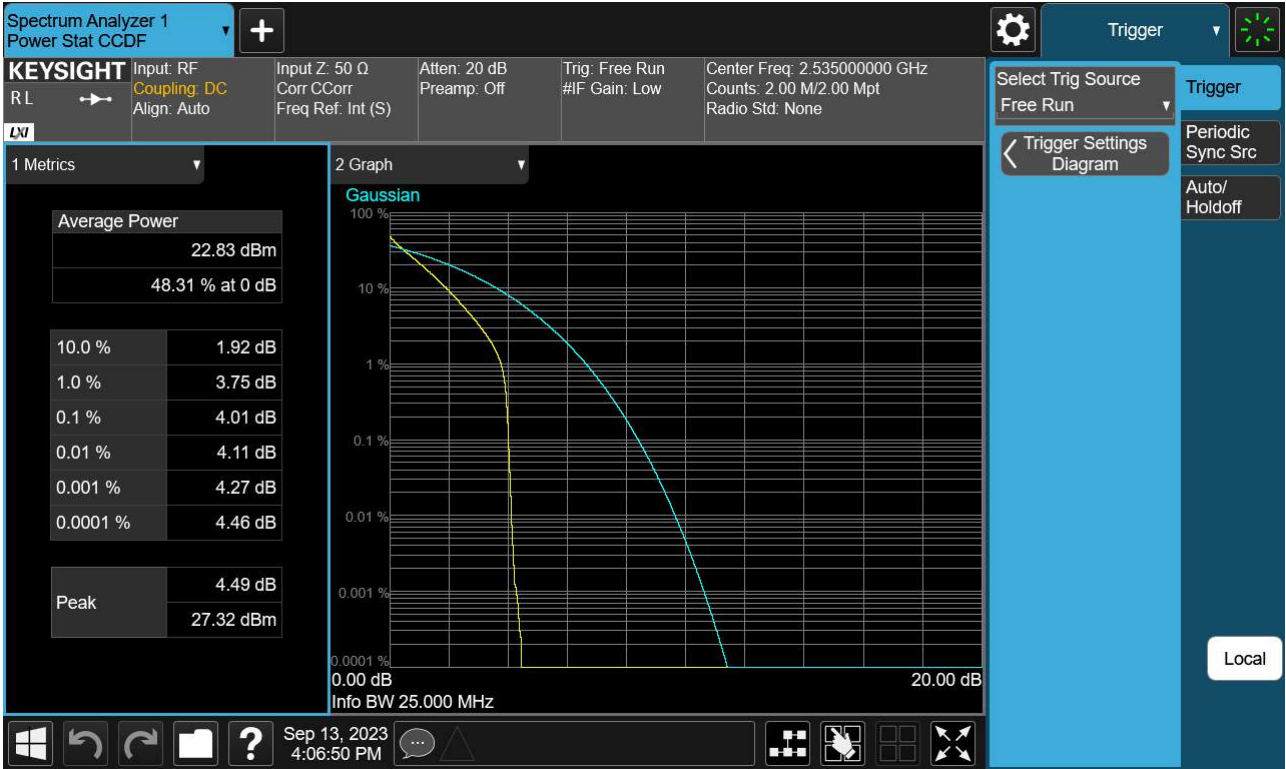 Spectrum Analyzer 1
Power Stat CCDF
+
Trigger
KEYSIGHT
RL
LXI
Input: RF
Coupling: DC
Align: Auto
Input Z: 50 Ω
Corr CCorr
Freq Ref: Int (S)
Atten: 20 dB
Preamp: Off
Trig: Free Run
#IF Gain: Low
Center Freq: 2.535000000 GHz
Counts: 2.00 M/2.00 Mpt
Radio Std: None
Select Trig Source
Free Run
Trigger Settings
Diagram
Trigger
Periodic
Sync Src
Auto/
Holdoff
1 Metrics
Average Power
22.83 dBm
48.31 % at 0 dB
10.0 % 1.92 dB
1.0 % 3.75 dB
0.1 % 4.01 dB
0.01 % 4.11 dB
0.001 % 4.27 dB
0.0001 % 4.46 dB
Peak
4.49 dB
27.32 dBm
2 Graph
Gaussian
100 %
10 %
1 %
0.1 %
0.01 %
0.001 %
0.0001 %
0.00 dB 20.00 dB
Info BW 25.000 MHz
Local
?
Sep 13, 2023
4:06:50 PM